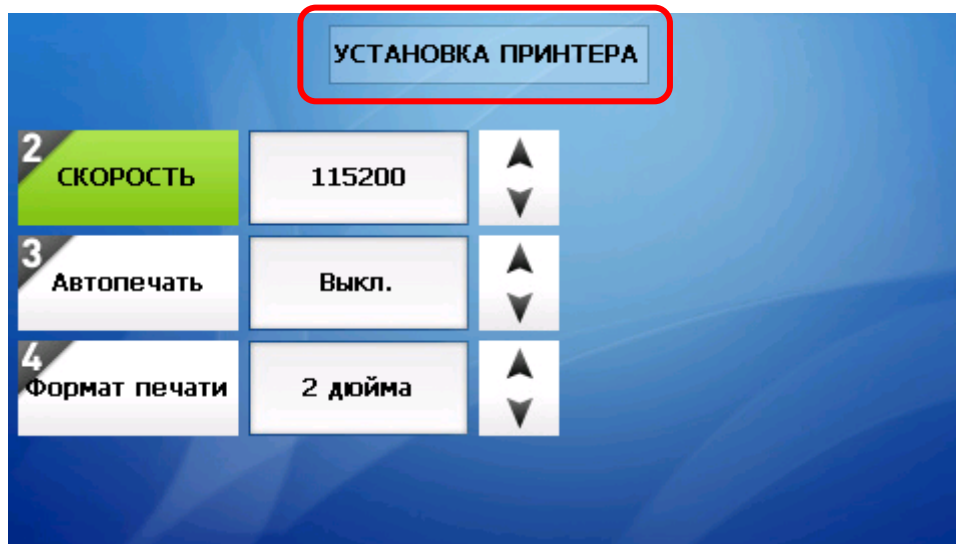 УСТАНОВКА ПРИНТЕРА
2
СКОРОСТЬ
115200
3
Автопечать
Выкл.
4
Формат печати
2 дюйма